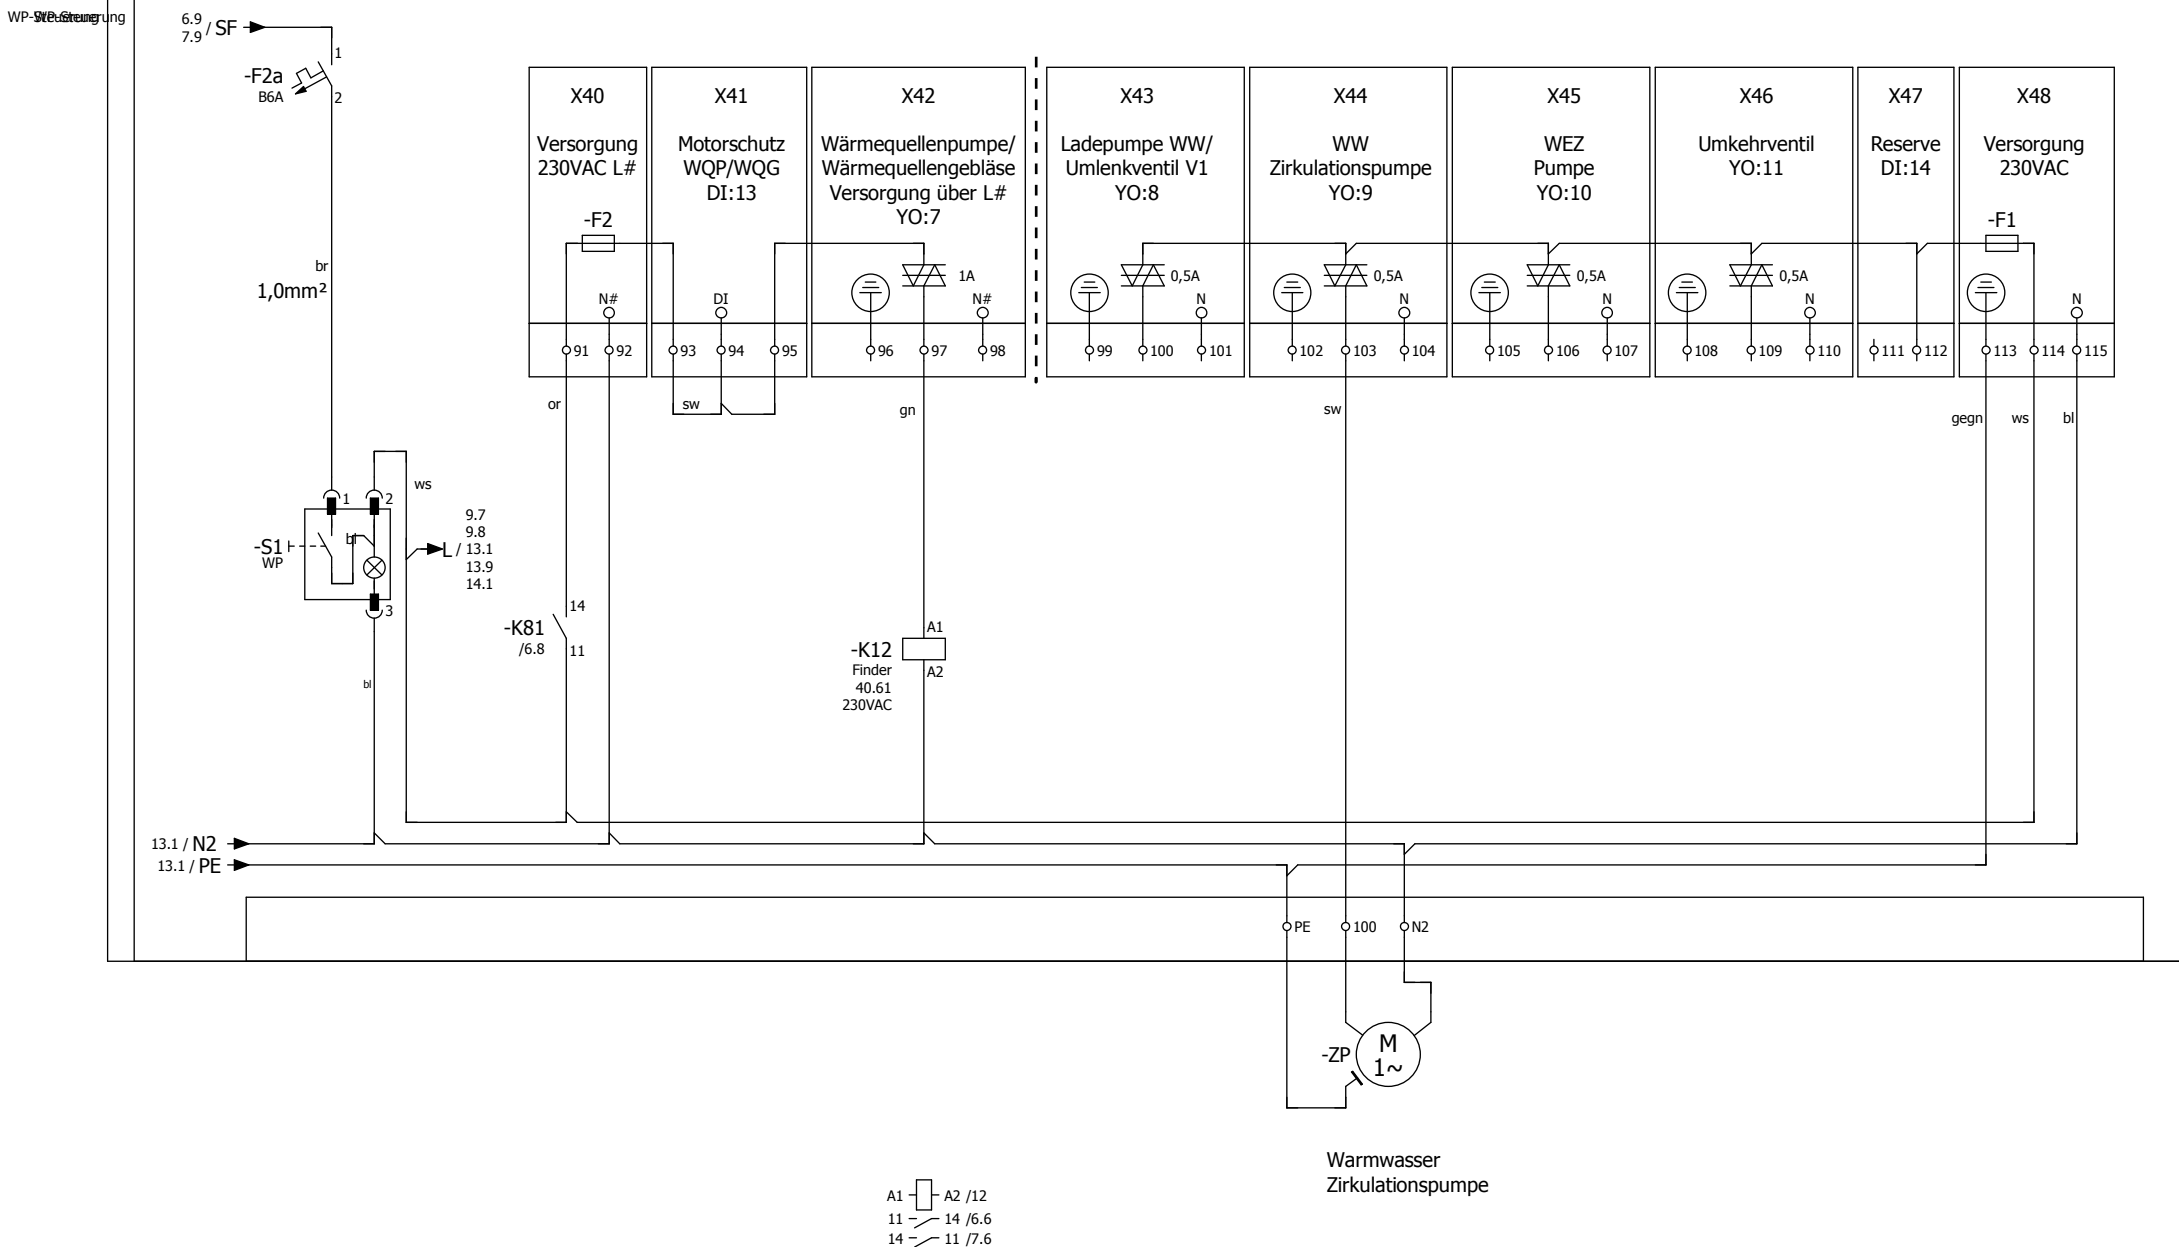 WP-Steuerung
6.9
7.9 / SF
1
-F2a
B6A
2
br
1,0mm²
X40
Versorgung
230VAC L#
-F2
N#
91 92
X41
Motorschutz
WQP/WQG
DI:13
DI
93 94 95
X42
Wärmequellenpumpe/
Wärmequellengebläse
Versorgung über L#
YO:7
1A
N#
96 97 98
X43
Ladepumpe WW/
Umlenkventil V1
YO:8
0,5A
N
99 100 101
X44
WW
Zirkulationspumpe
YO:9
0,5A
N
102 103 104
X45
WEZ
Pumpe
YO:10
0,5A
N
105 106 107
X46
Umkehrventil
YO:11
0,5A
N
108 109 110
X47
Reserve
DI:14
111 112
X48
Versorgung
230VAC
-F1
N
113 114 115
or sw gn sw gegn ws bl
ws
1 2
-S1
WP
bl
3
bl
9.7
9.8
L / 13.1
13.9
14.1
14
-K81
/6.8
11
A1
-K12
Finder
40.61
230VAC
A2
13.1 / N2
13.1 / PE
PE 100 N2
-ZP
M
1~
Warmwasser
Zirkulationspumpe
A1 A2 /12
11 14 /6.6
14 11 /7.6